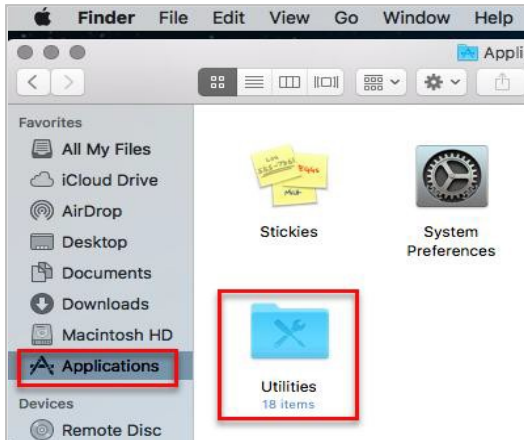 Finder File Edit View Go Window Help
Appli
Favorites
All My Files
iCloud Drive
AirDrop
Desktop
Documents
Downloads
Macintosh HD
Applications
Devices
Remote Disc
Stickies
System
Preferences
Utilities
18 items